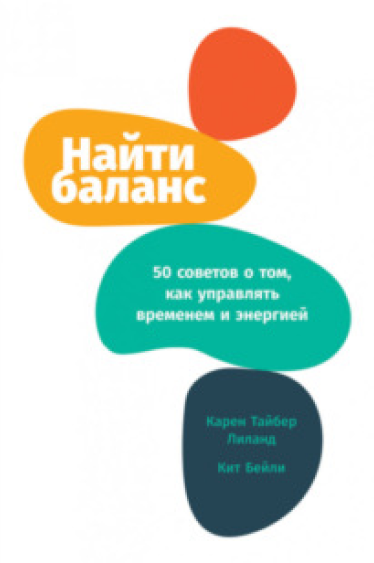 Найти
баланс
50 советов о том,
как управлять
временем и энергией
Карен Тайбер
Лиланд
Кит Бейли